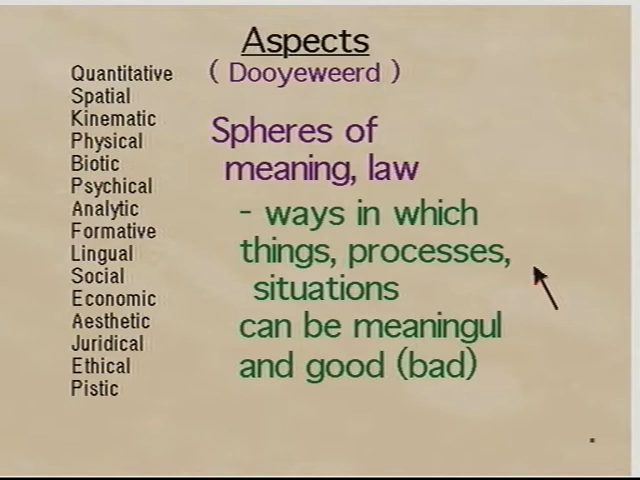 Aspects
( Dooyeweerd )
Quantitative
Spatial
Kinematic
Physical
Biotic
Psychical
Analytic
Formative
Lingual
Social
Economic
Aesthetic
Juridical
Ethical
Pistic
Spheres of
meaning, law
- ways in which
things, processes,
situations
can be meaningul
and good (bad)